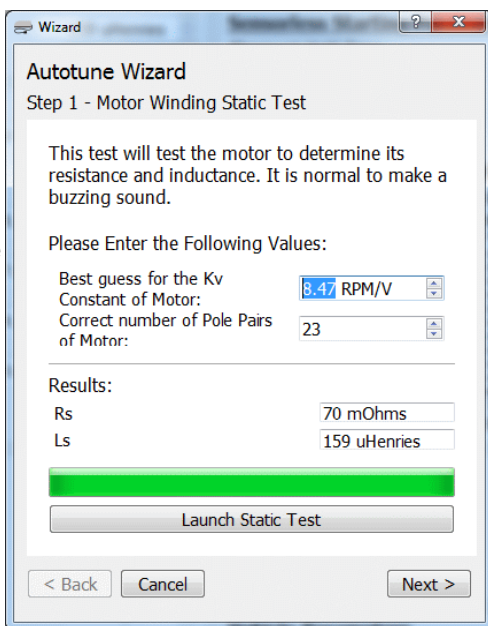 Wizard
Autotune Wizard
Step 1 - Motor Winding Static Test
This test will test the motor to determine its
resistance and inductance. It is normal to make a
buzzing sound.
Please Enter the Following Values:
Best guess for the Kv
Constant of Motor:
8.47 RPM/V
Correct number of Pole Pairs
of Motor:
23
Results:
Rs
70 mOhms
Ls
159 uHenries
Launch Static Test
< Back
Cancel
Next >